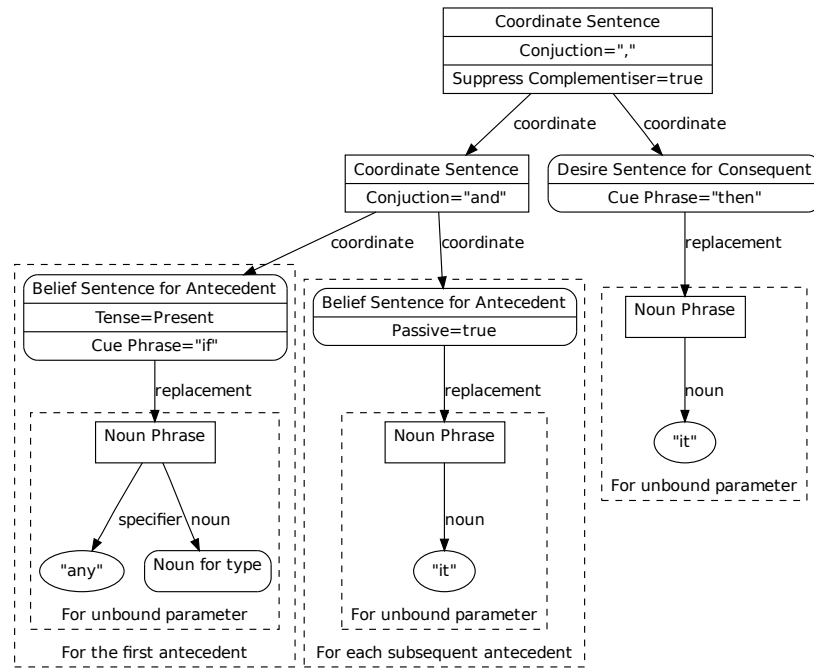 Coordinate Sentence
Conjuction=","
Suppress Complementiser=true
coordinate
coordinate
Coordinate Sentence
Conjuction="and"
Desire Sentence for Consequent
Cue Phrase="then"
coordinate
coordinate
replacement
Belief Sentence for Antecedent
Tense=Present
Cue Phrase="if"
Belief Sentence for Antecedent
Passive=true
Noun Phrase
replacement
replacement
noun
Noun Phrase
Noun Phrase
"it"
For unbound parameter
specifier
noun
noun
"any"
Noun for type
"it"
For unbound parameter
For unbound parameter
For the first antecedent
For each subsequent antecedent